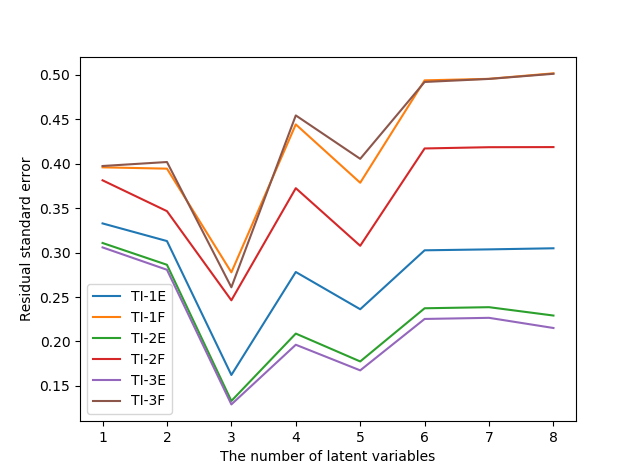 0.50
0.45
0.40
0.35
0.30
0.25
0.20
0.15
Residual standard error
TI-1E
TI-1F
TI-2E
TI-2F
TI-3E
TI-3F
1 2 3 4 5 6 7 8
The number of latent variables